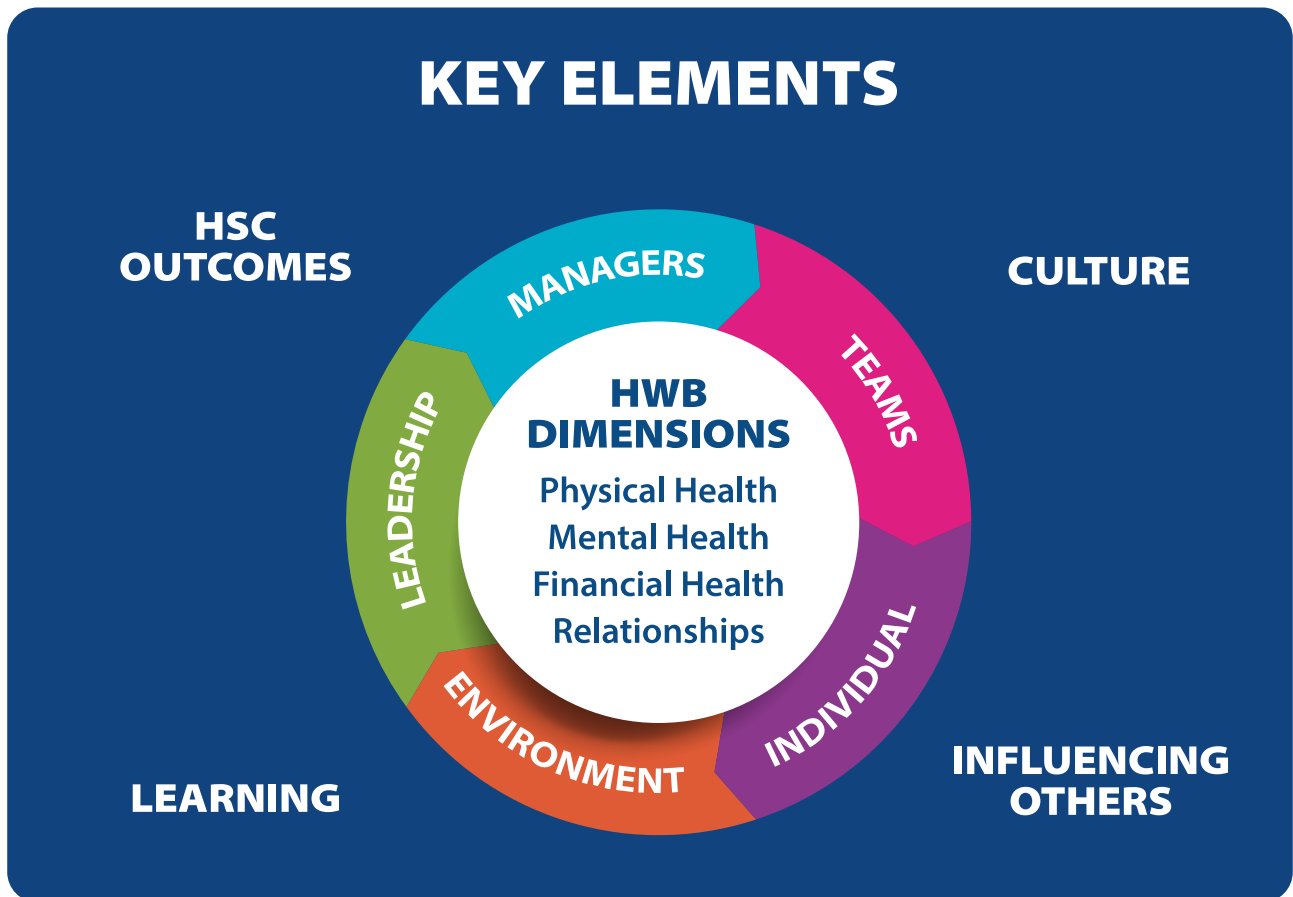 KEY ELEMENTS
HSC
OUTCOMES
CULTURE
MANAGERS
TEAMS
INDIVIDUAL
ENVIRONMENT
LEADERSHIP
HWB
DIMENSIONS
Physical Health
Mental Health
Financial Health
Relationships
LEARNING
INFLUENCING
OTHERS